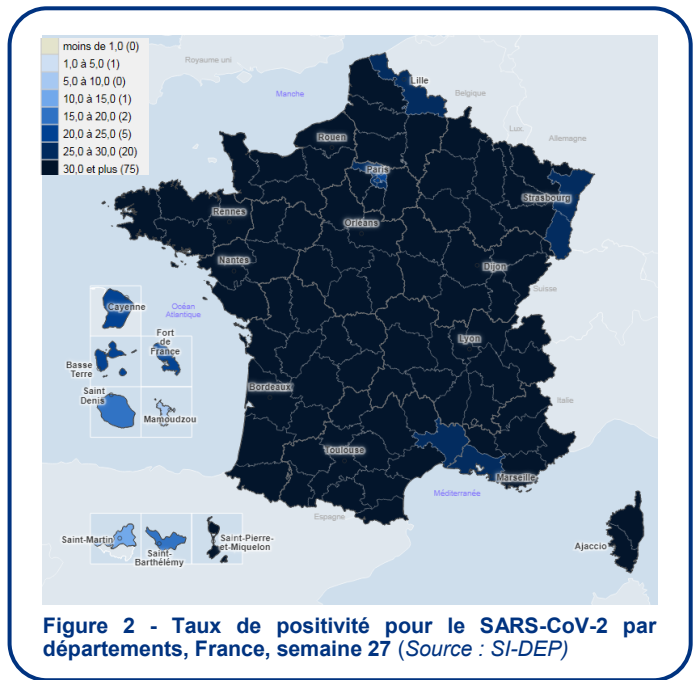 moins de 1,0 (0)
1,0 à 5,0 (1)
5,0 à 10,0 (0)
10,0 à 15,0 (1)
15,0 à 20,0 (2)
20,0 à 25,0 (5)
25,0 à 30,0 (20)
30,0 et plus (75)
Royaume uni
Manche
Lille
Belgique
Lux.
Allemagne
Rouen
Paris
Strasbourg
Rennes
Orléans
Nantes
Dijon
Suisse
Océan
Atlantique
Cayenne
Fort
de
France
Basse
Terre
Lyon
Saint
Denis
Mamoudzou
Bordeaux
Italie
Toulouse
Marseille
Méditerranée
Espagne
Saint-Martin
Saint-
Barthélémy
Saint-Pierre-
et-Miquelon
Ajaccio
Figure 2 - Taux de positivité pour le SARS-CoV-2 par
départements, France, semaine 27 (Source : SI-DEP)